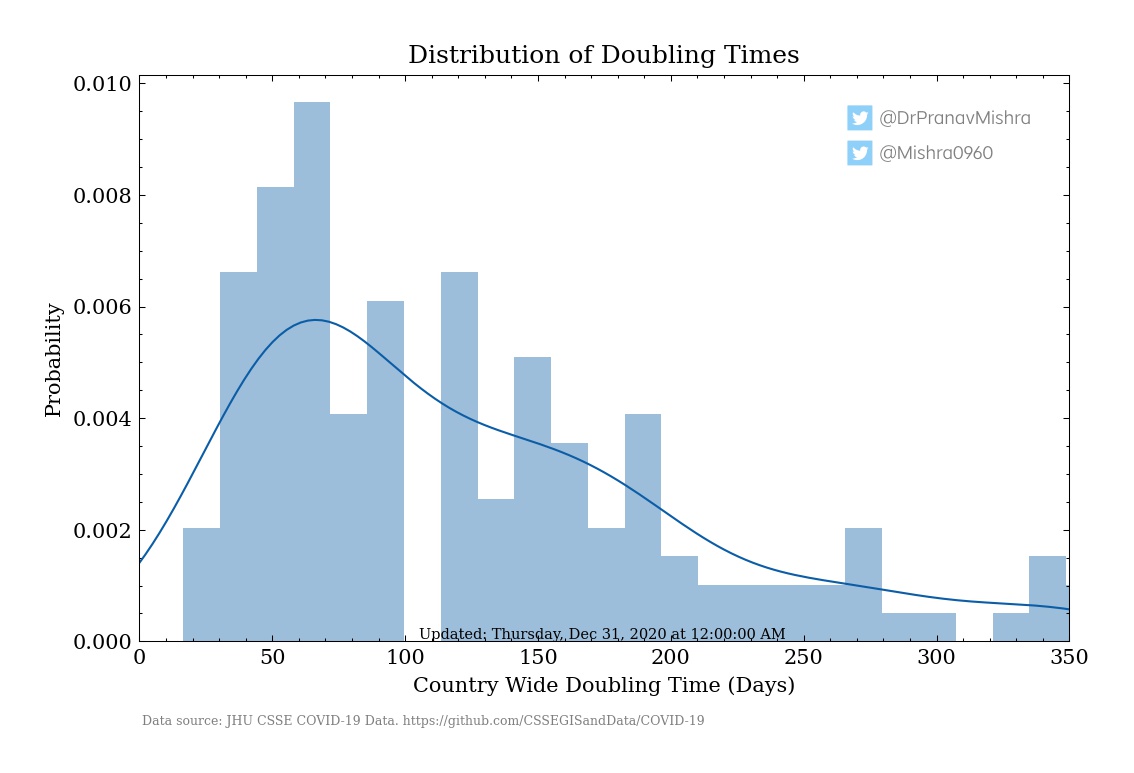 Distribution of Doubling Times
@DrPranavMishra
@Mishra0960
Probability
0.010
0.008
0.006
0.004
0.002
0.000
Updated: Thursday, Dec 31, 2020 at 12:00:00 AM
0 50 100 150 200 250 300 350
Country Wide Doubling Time (Days)
Data source: JHU CSSE COVID-19 Data. https://github.com/CSSEGISandData/COVID-19